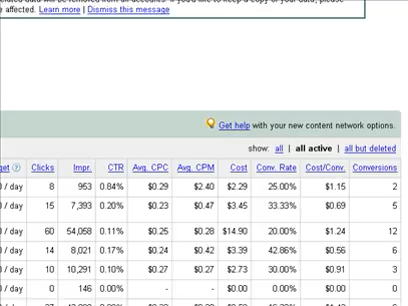 e affected. Learn more | Dismiss this message
Get help with your new content network options.
show: all | all active | all but deleted
get ? Clicks Impr. CTR Avg. CPC Avg. CPM Cost Conv. Rate Cost/Conv. Conversions
/ day 8 953 0.84% $0.29 $2.40 $2.29 25.00% $1.15 2
/ day 15 7,393 0.20% $0.23 $0.47 $3.45 33.33% $0.69 5
/ day 60 54,058 0.11% $0.25 $0.28 $14.90 20.00% $1.24 12
/ day 14 8,021 0.17% $0.24 $0.42 $3.39 42.86% $0.56 6
/ day 10 10,291 0.10% $0.27 $0.27 $2.73 30.00% $0.91 3
/ day 0 146 0.00% - - $0.00 0.00% $0.00 0